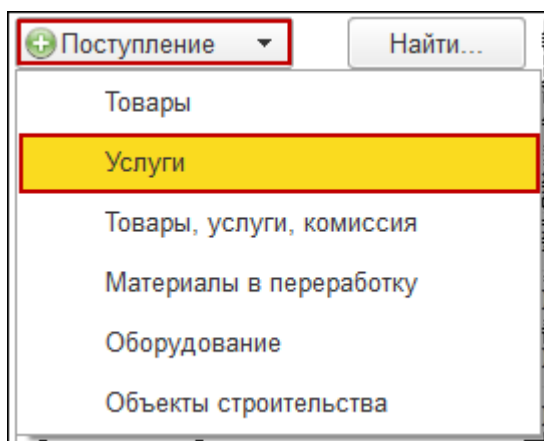 Поступление Найти...
Товары
Услуги
Товары, услуги, комиссия
Материалы в переработку
Оборудование
Объекты строительства